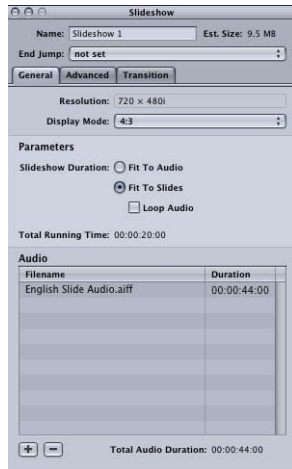 Slideshow
Name: Slideshow 1 Est. Size: 9.5 MB
End Jump: not set
General Advanced Transition
Resolution: 720 × 480i
Display Mode: 4:3
Parameters
Slideshow Duration: Fit To Audio
Fit To Slides
Loop Audio
Total Running Time: 00:00:20:00
Audio
Filename Duration
English Slide Audio.aiff 00:00:44:00
Total Audio Duration: 00:00:44:00